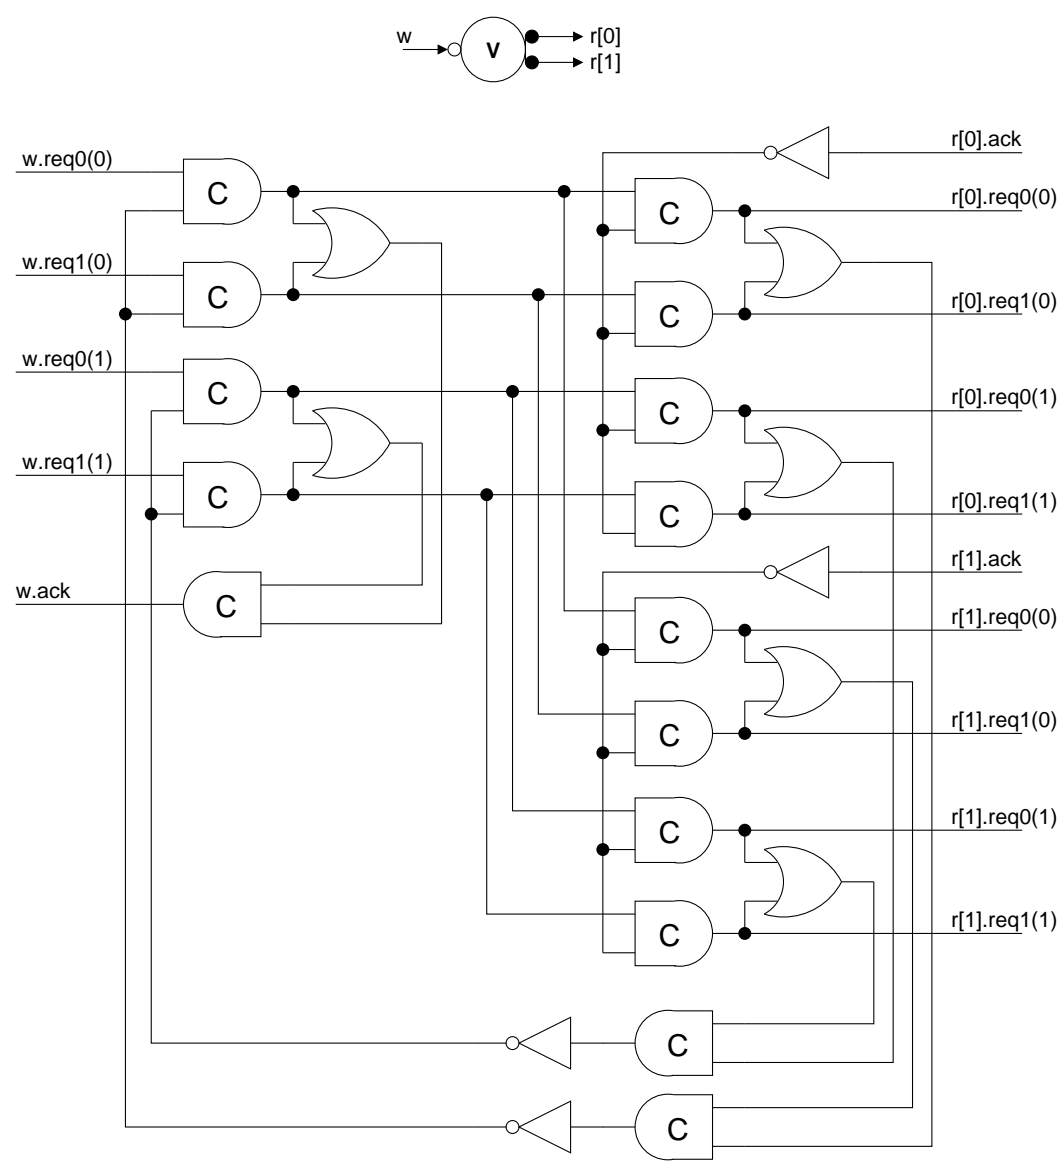 w
v
r[0]
r[1]
w.req0(0)
C
w.req1(0)
C
w.req0(1)
C
w.req1(1)
C
w.ack
C
r[0].ack
C
r[0].req0(0)
C
r[0].req1(0)
C
r[0].req0(1)
C
r[0].req1(1)
r[1].ack
C
r[1].req0(0)
C
r[1].req1(0)
C
r[1].req0(1)
C
r[1].req1(1)
C
C